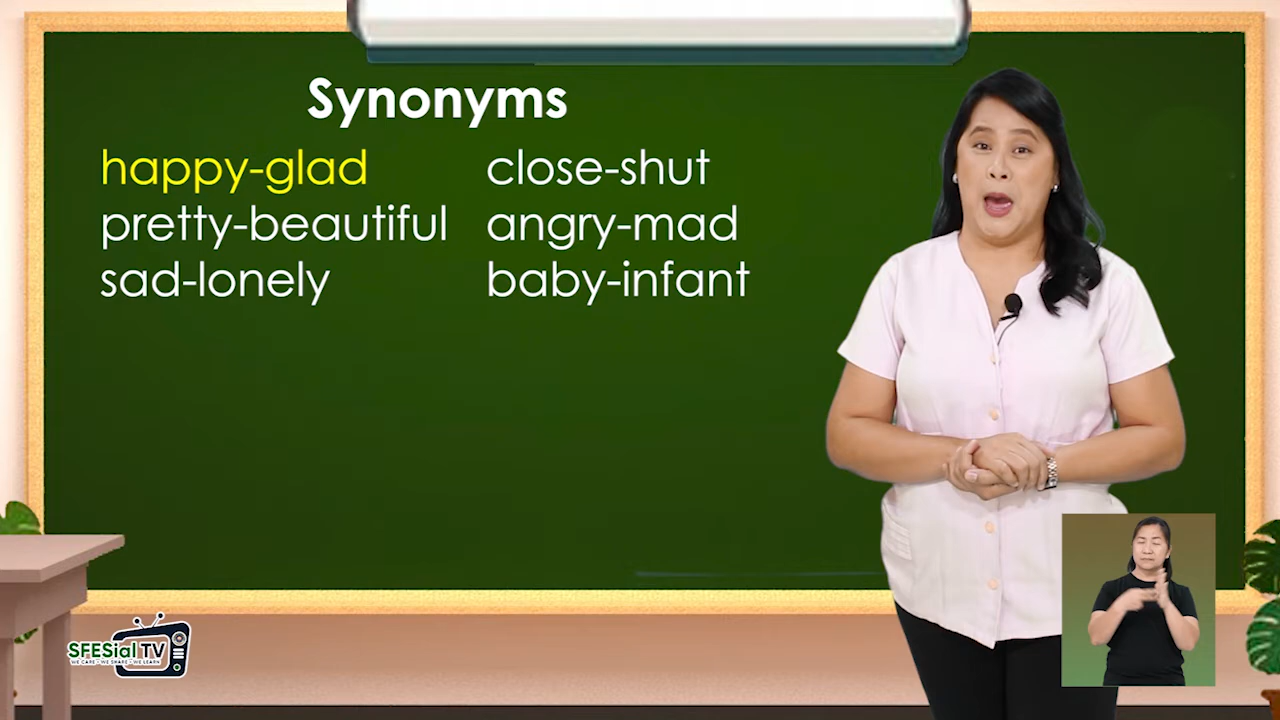 Synonyms
happy-glad
pretty-beautiful
sad-lonely
close-shut
angry-mad
baby-infant
SFESial TV
WE CARE • WE SHARE • WE LEARN